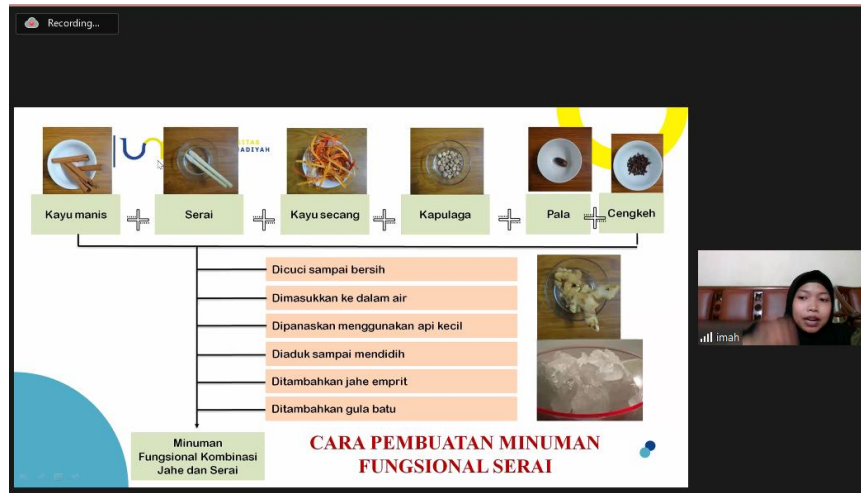 Recording...
ITAS
ADIYAH
Kayu manis
Serai
Kayu secang
Kapulaga
Pala
Cengkeh
Dicuci sampai bersih
Dimasukkan ke dalam air
Dipanaskan menggunakan api kecil
Diaduk sampai mendidih
Ditambahkan jahe emprit
Ditambahkan gula batu
Minuman
Fungsional Kombinasi
Jahe dan Serai
CARA PEMBUATAN MINUMAN
FUNGSIONAL SERAI
imah